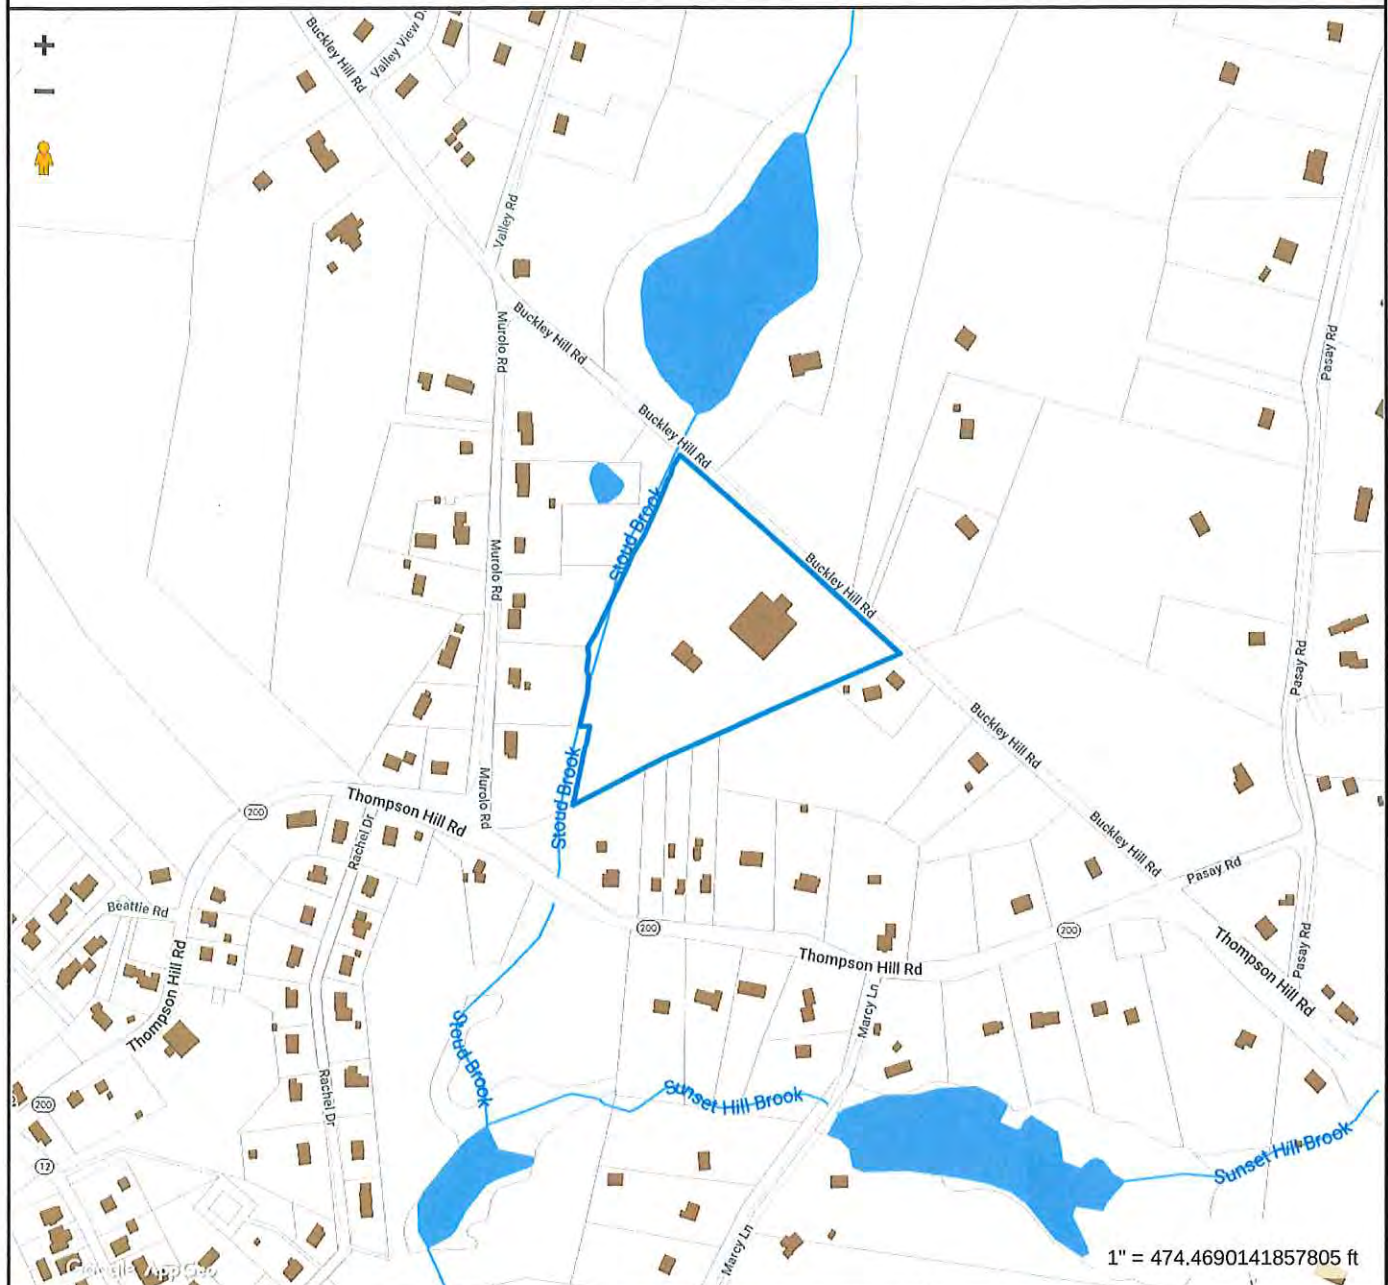 +
−
Buckley Hill Rd
Valley View D
Valley Rd
Murolo Rd
Buckley Hill Rd
Pasay Rd
Buckley Hill Rd
Stoud Brook
Murolo Rd
Buckley Hill Rd
Pasay Rd
Buckley Hill Rd
Stoud Brook
Murolo Rd
Thompson Hill Rd
200
Rachel Dr
Buckley Hill Rd
Pasay Rd
Beattie Rd
200
200
Thompson Hill Rd
Thompson Hill Rd
Thompson Hill Rd
Pasay Rd
Marcy Ln
Stoud Brook
Rachel Dr
Sunset Hill Brook
200
12
Sunset Hill Brook
Marcy Ln
1" = 474.4690141857805 ft
Google AppGeo